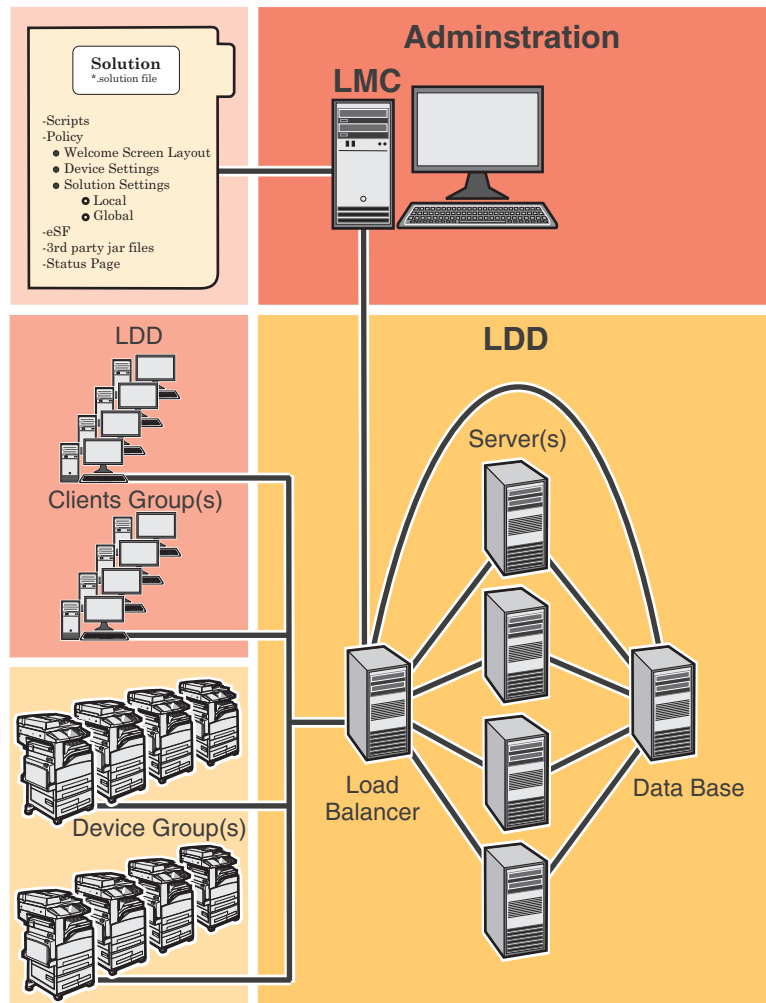 Solution
*.solution file
-Scripts
-Policy
● Welcome Screen Layout
● Device Settings
● Solution Settings
○ Local
○ Global
-eSF
-3rd party jar files
-Status Page
Adminstration
LMC
LDD
Clients Group(s)
Device Group(s)
LDD
Server(s)
Load
Balancer
Data Base